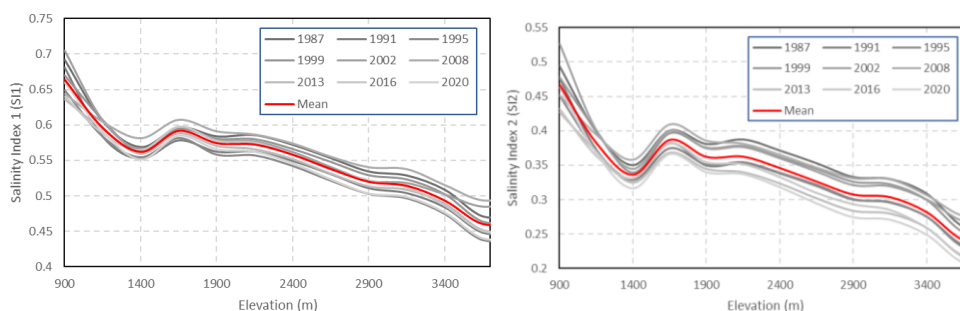 0.75
0.7
0.65
0.6
0.55
0.5
0.45
0.4
Salinity Index 1 (SI1)
1987 1991 1995
1999 2002 2008
2013 2016 2020
Mean
900 1400 1900 2400 2900 3400
Elevation (m)
0.55
0.5
0.45
0.4
0.35
0.3
0.25
0.2
Salinity Index 2 (SI2)
1987 1991 1995
1999 2002 2008
2013 2016 2020
Mean
900 1400 1900 2400 2900 3400
Elevation (m)